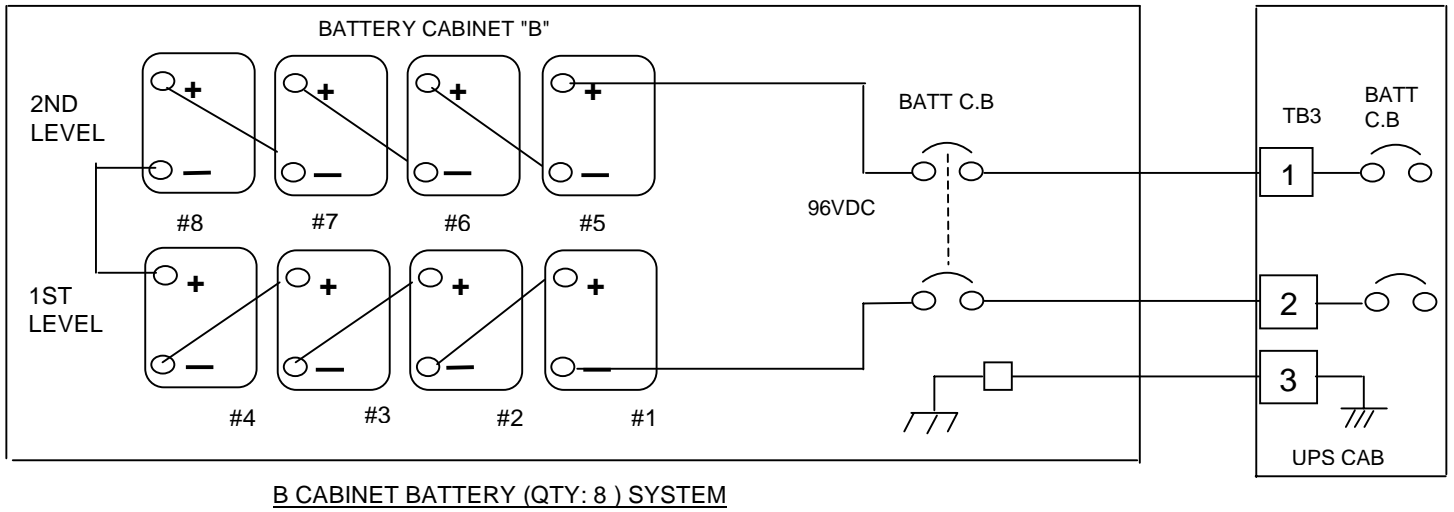 BATTERY CABINET "B"
2ND
LEVEL
+ + + +
— — — —
#8 #7 #6 #5
1ST
LEVEL
+ + + +
— — — —
#4 #3 #2 #1
BATT C.B
96VDC
TB3
BATT
C.B
1
2
3
UPS CAB
B CABINET BATTERY (QTY: 8 ) SYSTEM